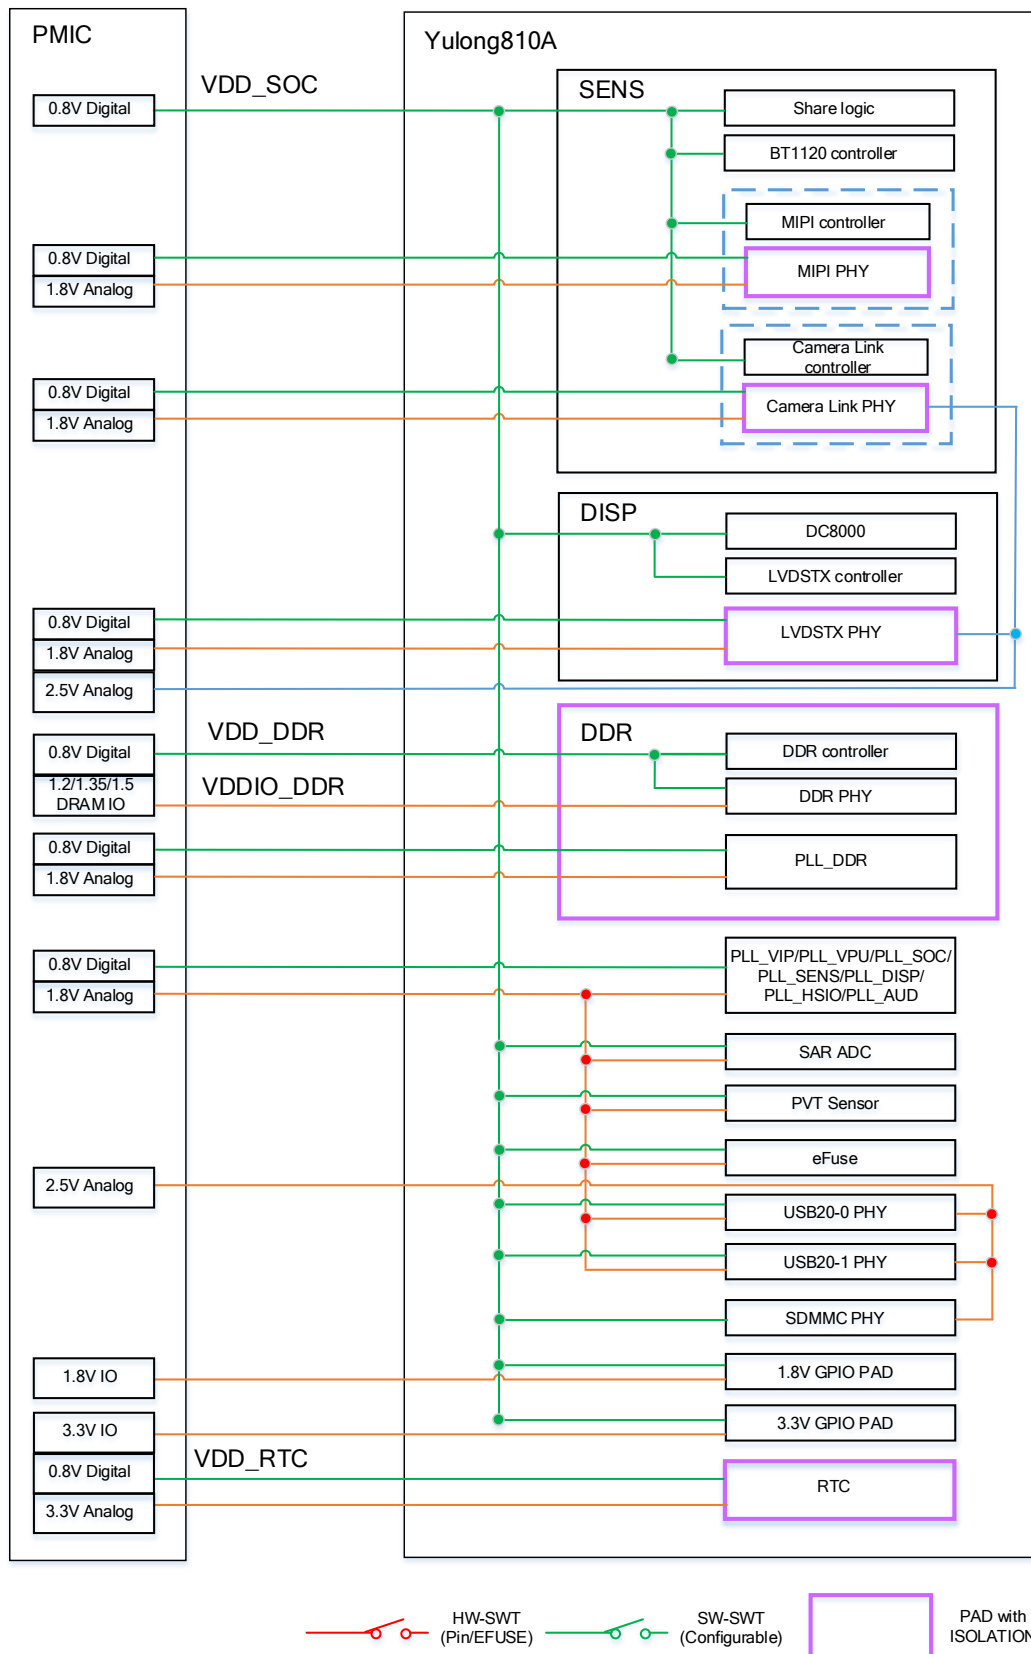 PMIC
Yulong810A
VDD_SOC
SENS
0.8V Digital
Share logic
BT1120 controller
MIPI controller
0.8V Digital
1.8V Analog
MIPI PHY
Camera Link
controller
0.8V Digital
1.8V Analog
Camera Link PHY
DISP
DC8000
LVDSTX controller
0.8V Digital
1.8V Analog
2.5V Analog
LVDSTX PHY
VDD_DDR
DDR
0.8V Digital
DDR controller
1.2/1.35/1.5
DRAM IO
VDDIO_DDR
DDR PHY
0.8V Digital
1.8V Analog
PLL_DDR
0.8V Digital
1.8V Analog
PLL_VIP/PLL_VPU/PLL_SOC/
PLL_SENS/PLL_DISP/
PLL_HSIO/PLL_AUD
SAR ADC
PVT Sensor
eFuse
2.5V Analog
USB20-0 PHY
USB20-1 PHY
SDMMC PHY
1.8V IO
1.8V GPIO PAD
3.3V IO
3.3V GPIO PAD
VDD_RTC
0.8V Digital
3.3V Analog
RTC
HW-SWT
(Pin/EFUSE)
SW-SWT
(Configurable)
PAD with
ISOLATION